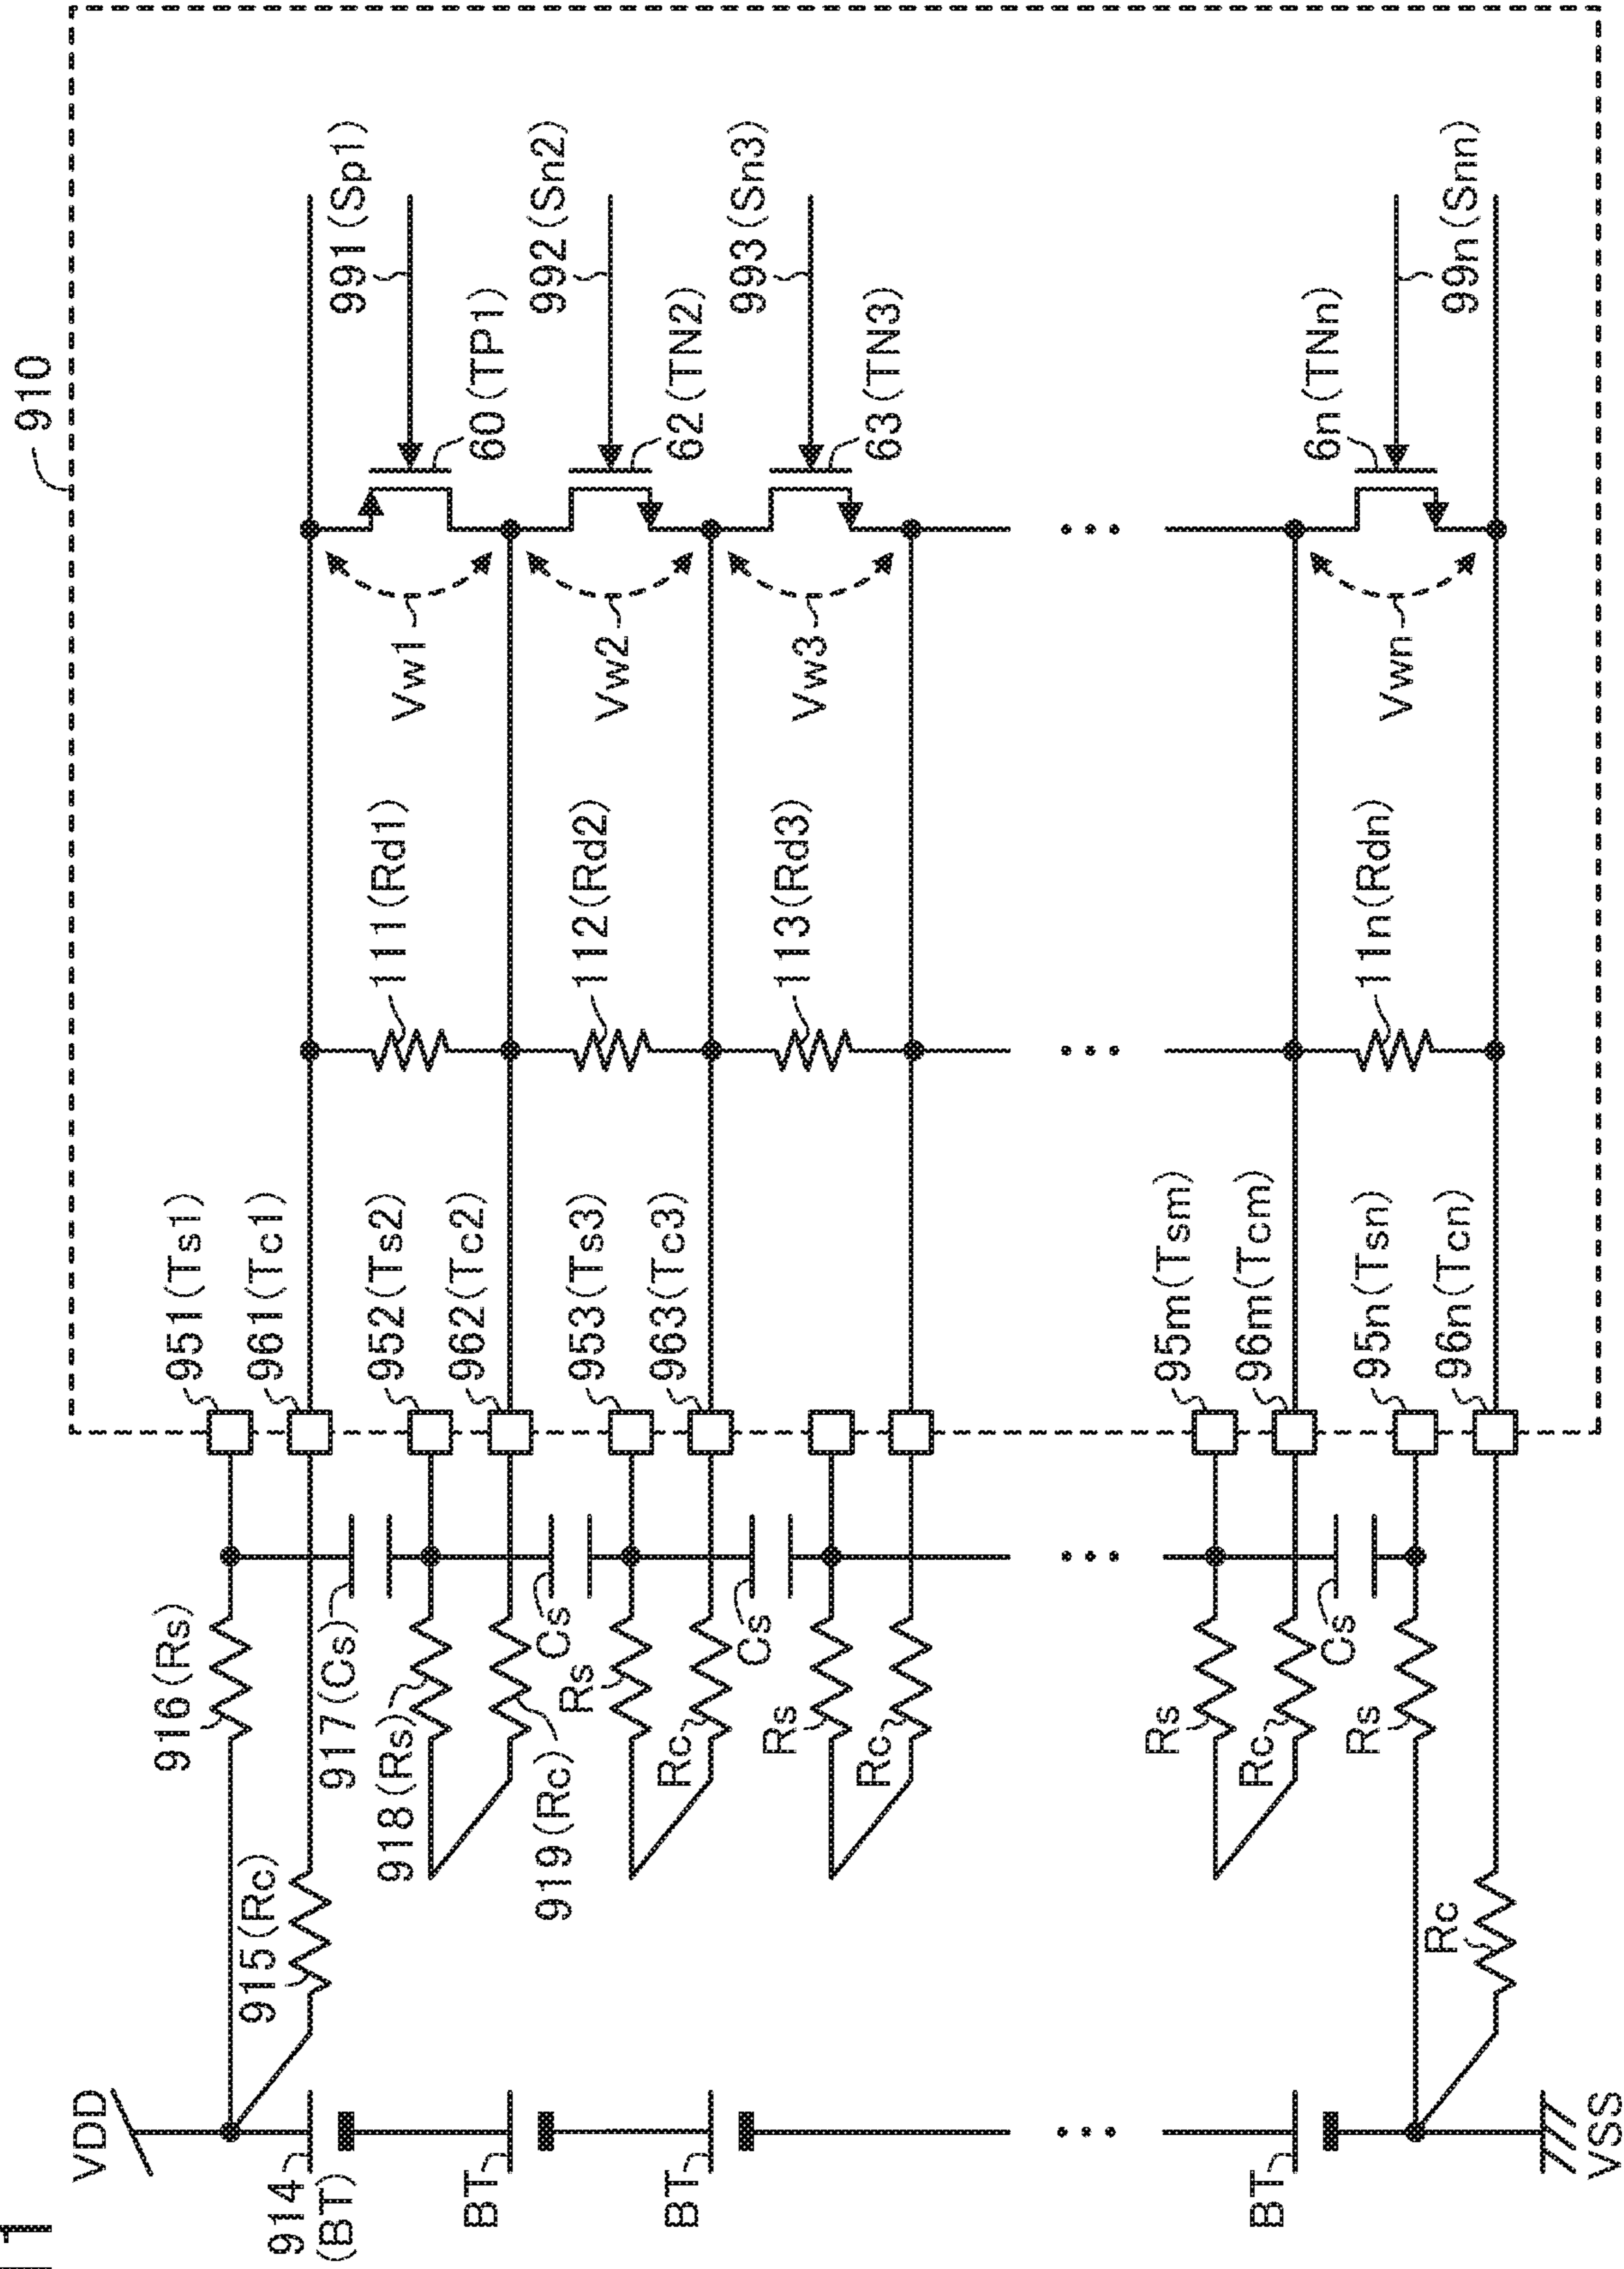 910
VDD
914
(BT)
BT
BT
BT
VSS
915(Rc)
916(Rs)
917(Cs)
918(Rs)
919(Rc)
Cs
Rs
Rc
Cs
Rs
Rc
Rs
Rc
Cs
Rs
Rc
951(Ts1)
961(Tc1)
952(Ts2)
962(Tc2)
953(Ts3)
963(Tc3)
95m(Tsm)
96m(Tcm)
95n(Tsn)
96n(Tcn)
111(Rd1)
112(Rd2)
113(Rd3)
11n(Rdn)
Vw1
Vw2
Vw3
Vwn
60(TP1)
62(TN2)
63(TN3)
6n(TNn)
991(Sp1)
992(Sn2)
993(Sn3)
99n(Snn)